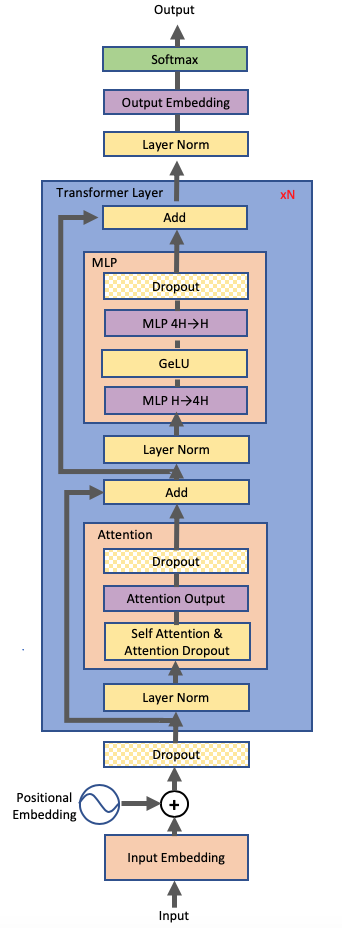 Output
Softmax
Output Embedding
Layer Norm
Transformer Layer
xN
Add
MLP
Dropout
MLP 4H→H
GeLU
MLP H→4H
Layer Norm
Add
Attention
Dropout
Attention Output
Self Attention &
Attention Dropout
Layer Norm
Dropout
Positional
Embedding
+
Input Embedding
Input